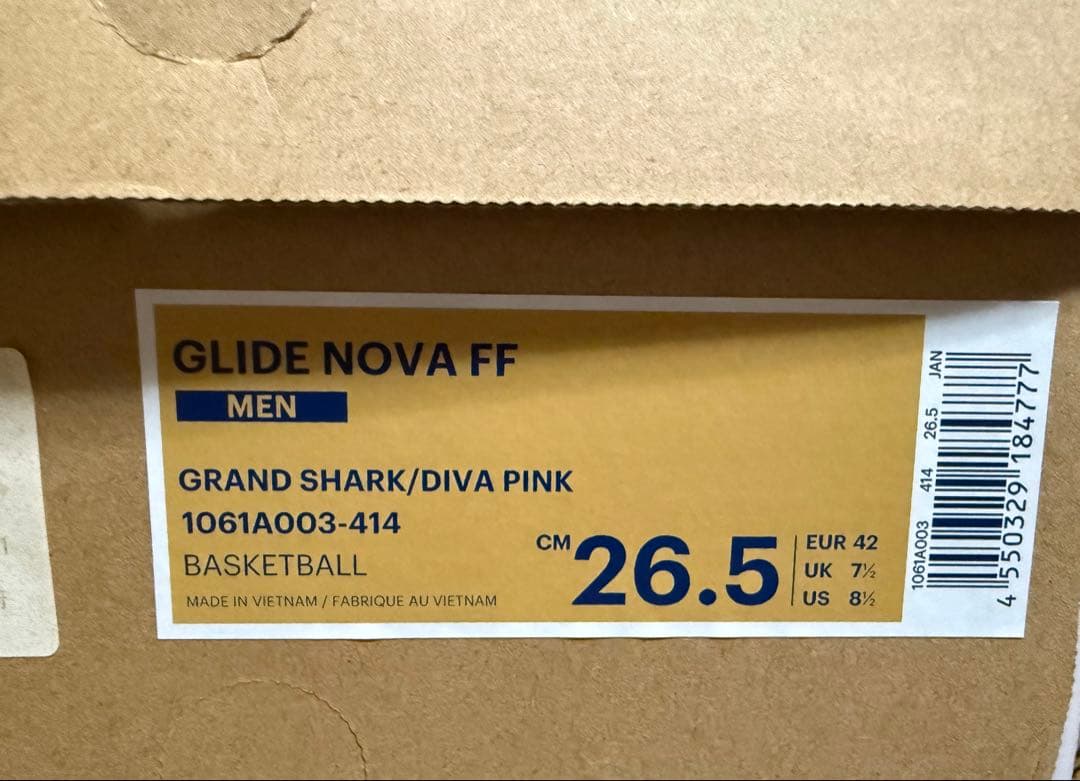 GLIDE NOVA FF
MEN
GRAND SHARK/DIVA PINK
1061A003-414
BASKETBALL
MADE IN VIETNAM / FABRIQUE AU VIETNAM
CM 26.5
EUR 42
UK 7½
US 8½
1061A003 414 26.5 JAN
4 550329 184777